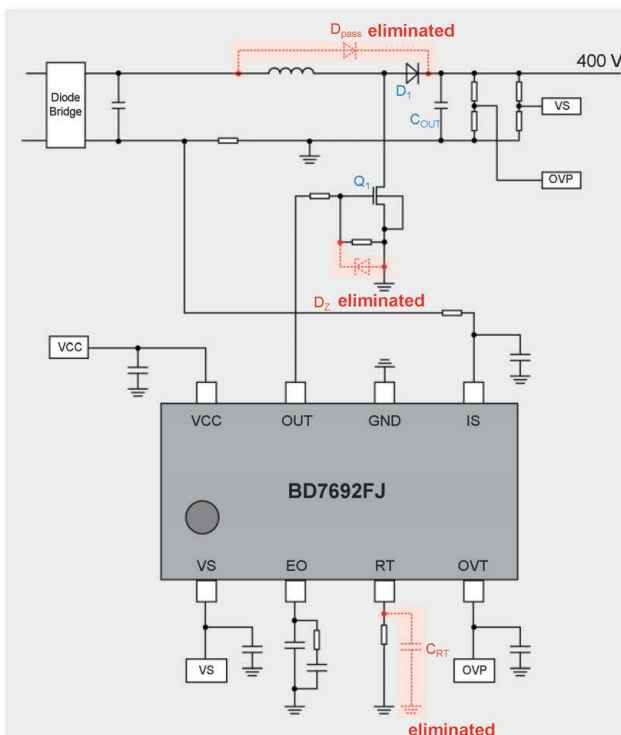 Dpass eliminated
400 V
Diode
Bridge
D1
COUT
VS
OVP
Q1
DZ eliminated
VCC
VCC OUT GND IS
BD7692FJ
VS EO RT OVT
CRT
VS
OVP
eliminated